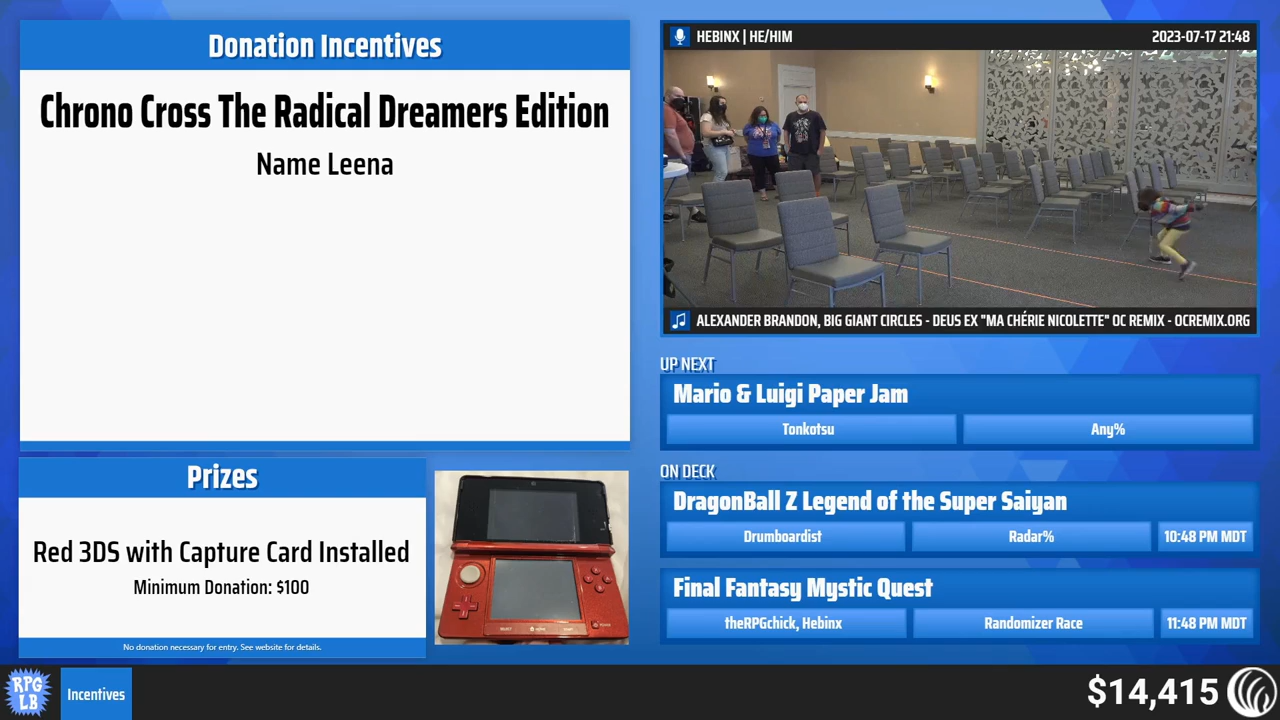 Donation Incentives
Chrono Cross The Radical Dreamers Edition
Name Leena
Prizes
Red 3DS with Capture Card Installed
Minimum Donation: $100
No donation necessary for entry. See website for details.
HEBINX | HE/HIM
2023-07-17 21:48
ALEXANDER BRANDON, BIG GIANT CIRCLES - DEUS EX "MA CHÉRIE NICOLETTE" OC REMIX - OCREMIX.ORG
UP NEXT
Mario & Luigi Paper Jam
Tonkotsu
Any%
ON DECK
DragonBall Z Legend of the Super Saiyan
Drumboardist
Radar%
10:48 PM MDT
Final Fantasy Mystic Quest
theRPGchick, Hebinx
Randomizer Race
11:48 PM MDT
RPG
LB
Incentives
$14,415